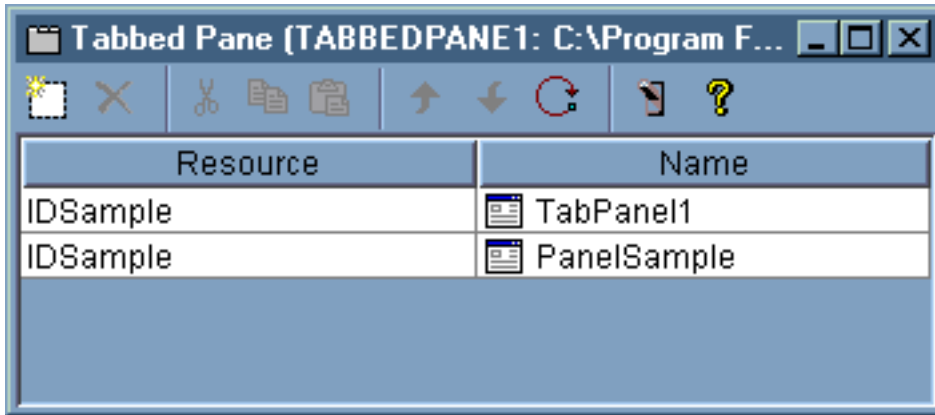 Tabbed Pane (TABBEDPANE1: C:\Program F...
Resource Name
IDSample TabPanel1
IDSample PanelSample